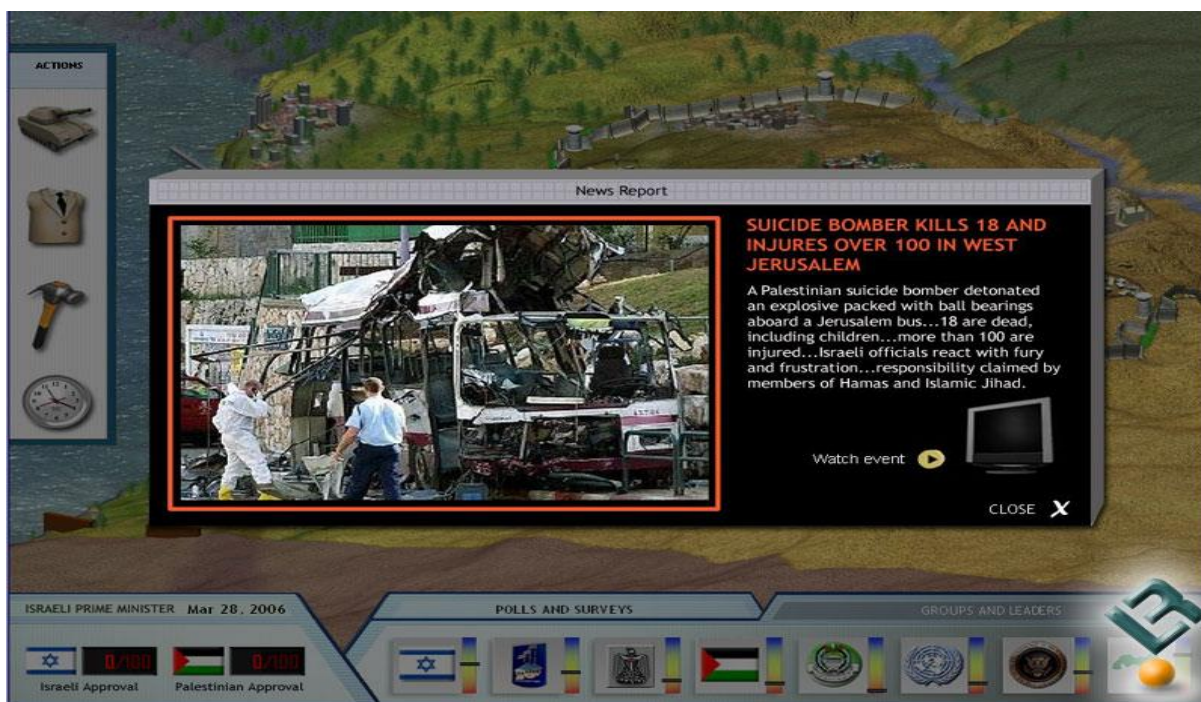 ACTIONS
News Report
SUICIDE BOMBER KILLS 18 AND
INJURES OVER 100 IN WEST
JERUSALEM
A Palestinian suicide bomber detonated
an explosive packed with ball bearings
aboard a Jerusalem bus...18 are dead,
including children...more than 100 are
injured...Israeli officials react with fury
and frustration...responsibility claimed by
members of Hamas and Islamic Jihad.
Watch event
CLOSE X
ISRAELI PRIME MINISTER Mar 28, 2006
POLLS AND SURVEYS
GROUPS AND LEADERS
0/100
0/100
Israeli Approval
Palestinian Approval